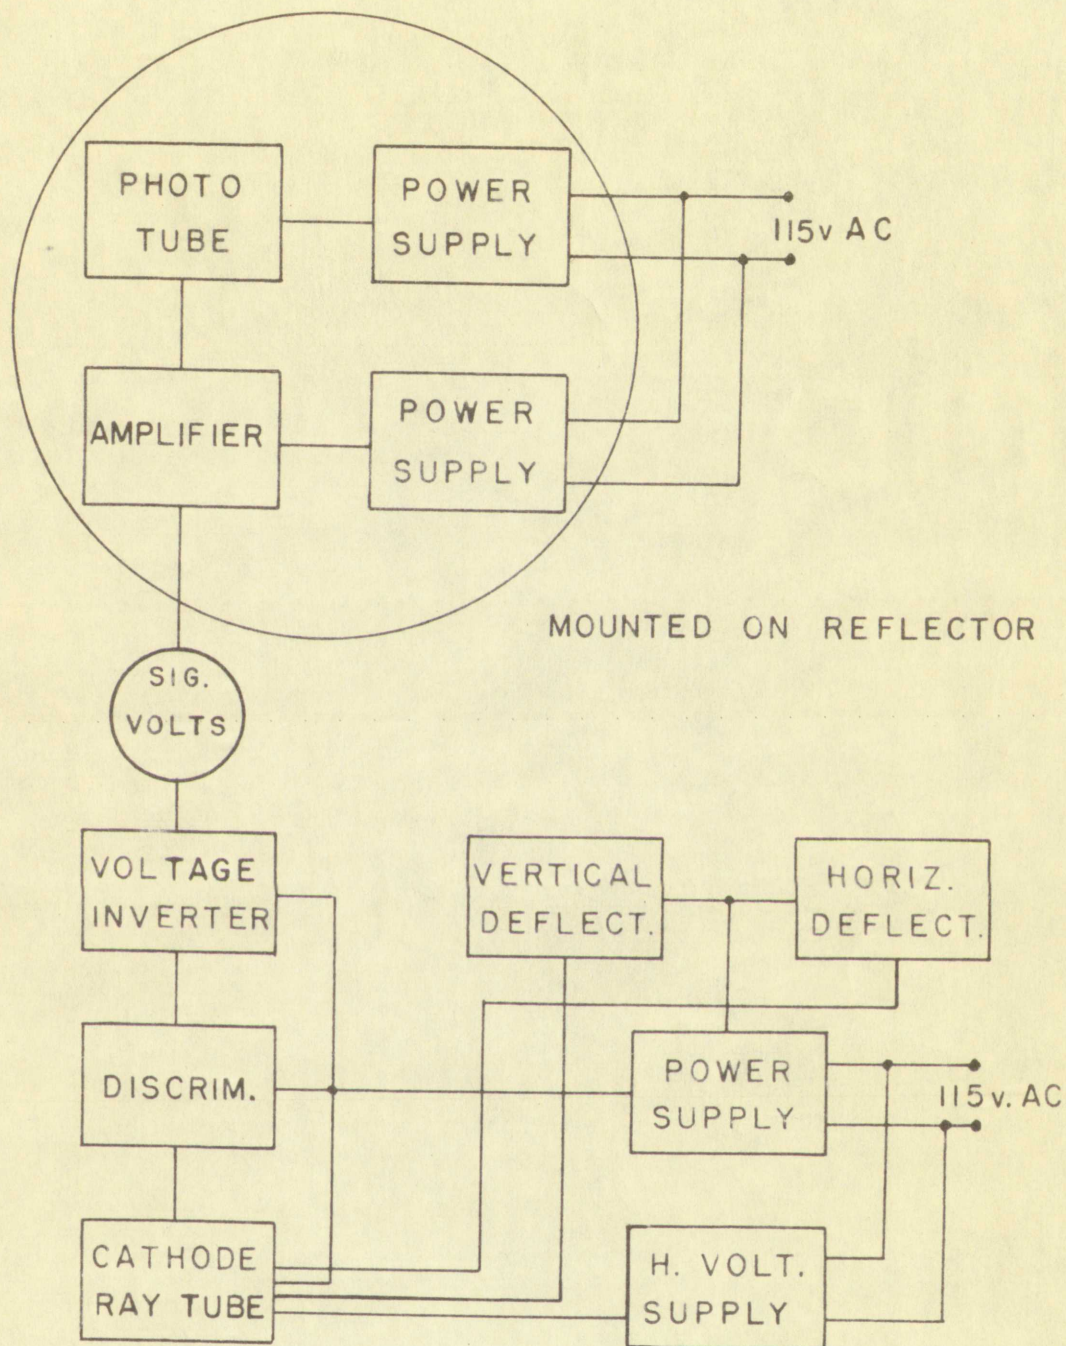 PHOTO
TUBE
POWER
SUPPLY
115v AC
AMPLIFIER
POWER
SUPPLY
MOUNTED ON REFLECTOR
SIG.
VOLTS
VOLTAGE
INVERTER
VERTICAL
DEFLECT.
HORIZ.
DEFLECT.
DISCRIM.
POWER
SUPPLY
115v. AC
CATHODE
RAY TUBE
H. VOLT.
SUPPLY